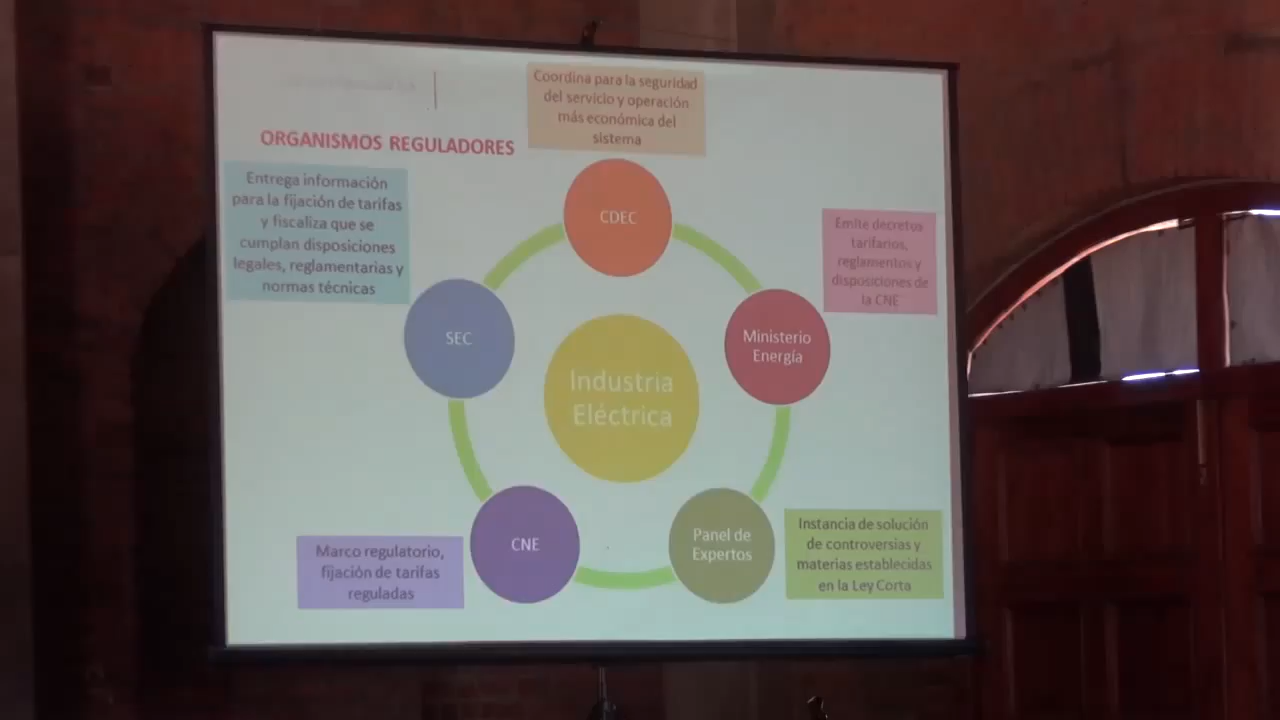 ORGANISMOS REGULADORES
Coordina para la seguridad
del servicio y operación
más económica del
sistema
CDEC
Entrega información
para la fijación de tarifas
y fiscaliza que se
cumplan disposiciones
legales, reglamentarias y
normas técnicas
SEC
Emite decretos
tarifarios,
reglamentos y
disposiciones de
la CNE
Ministerio
Energía
Industria
Eléctrica
CNE
Marco regulatorio,
fijación de tarifas
reguladas
Panel de
Expertos
Instancia de solución
de controversias y
materias establecidas
en la Ley Corta